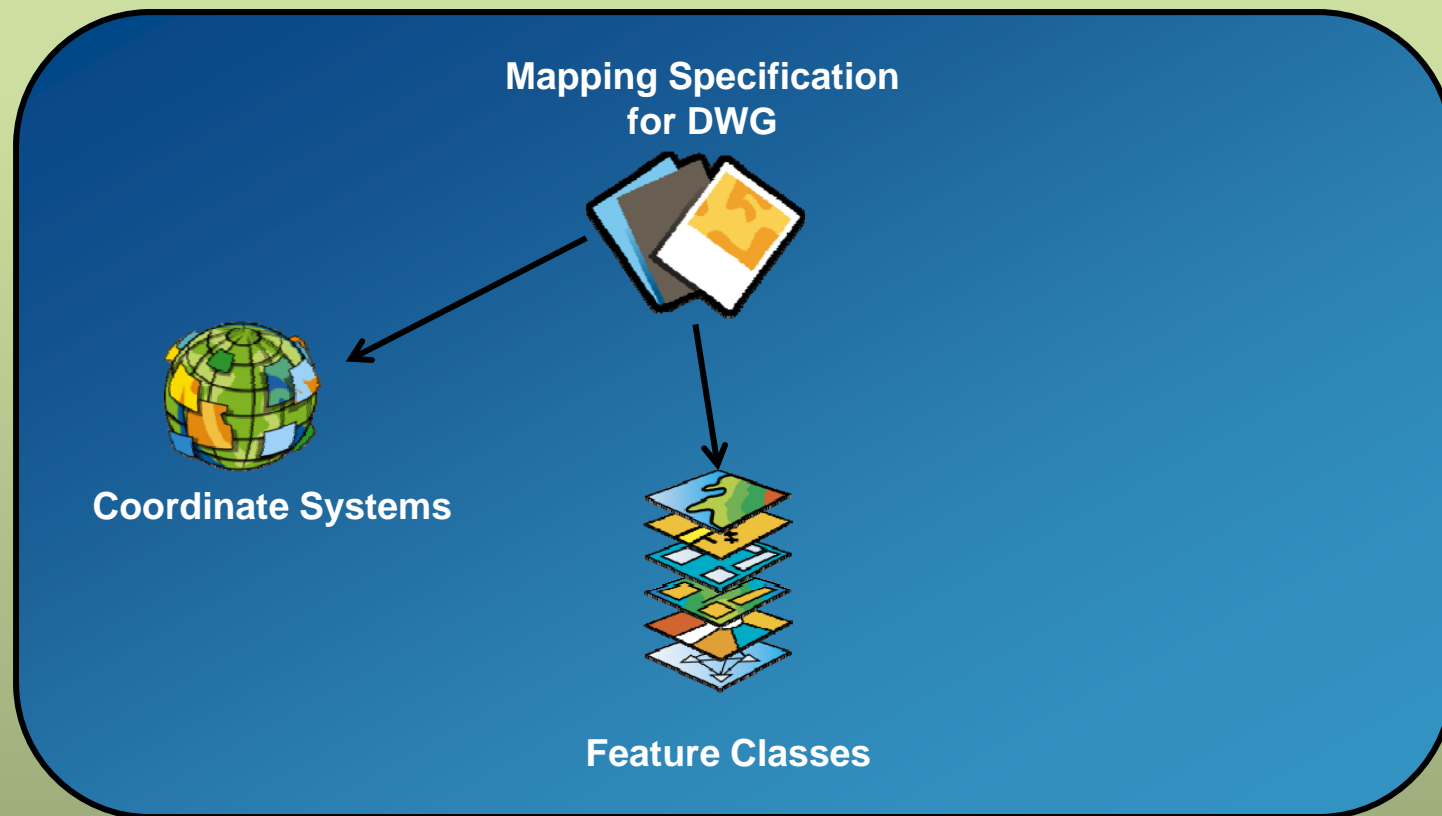 Mapping Specification
for DWG
Coordinate Systems
Feature Classes